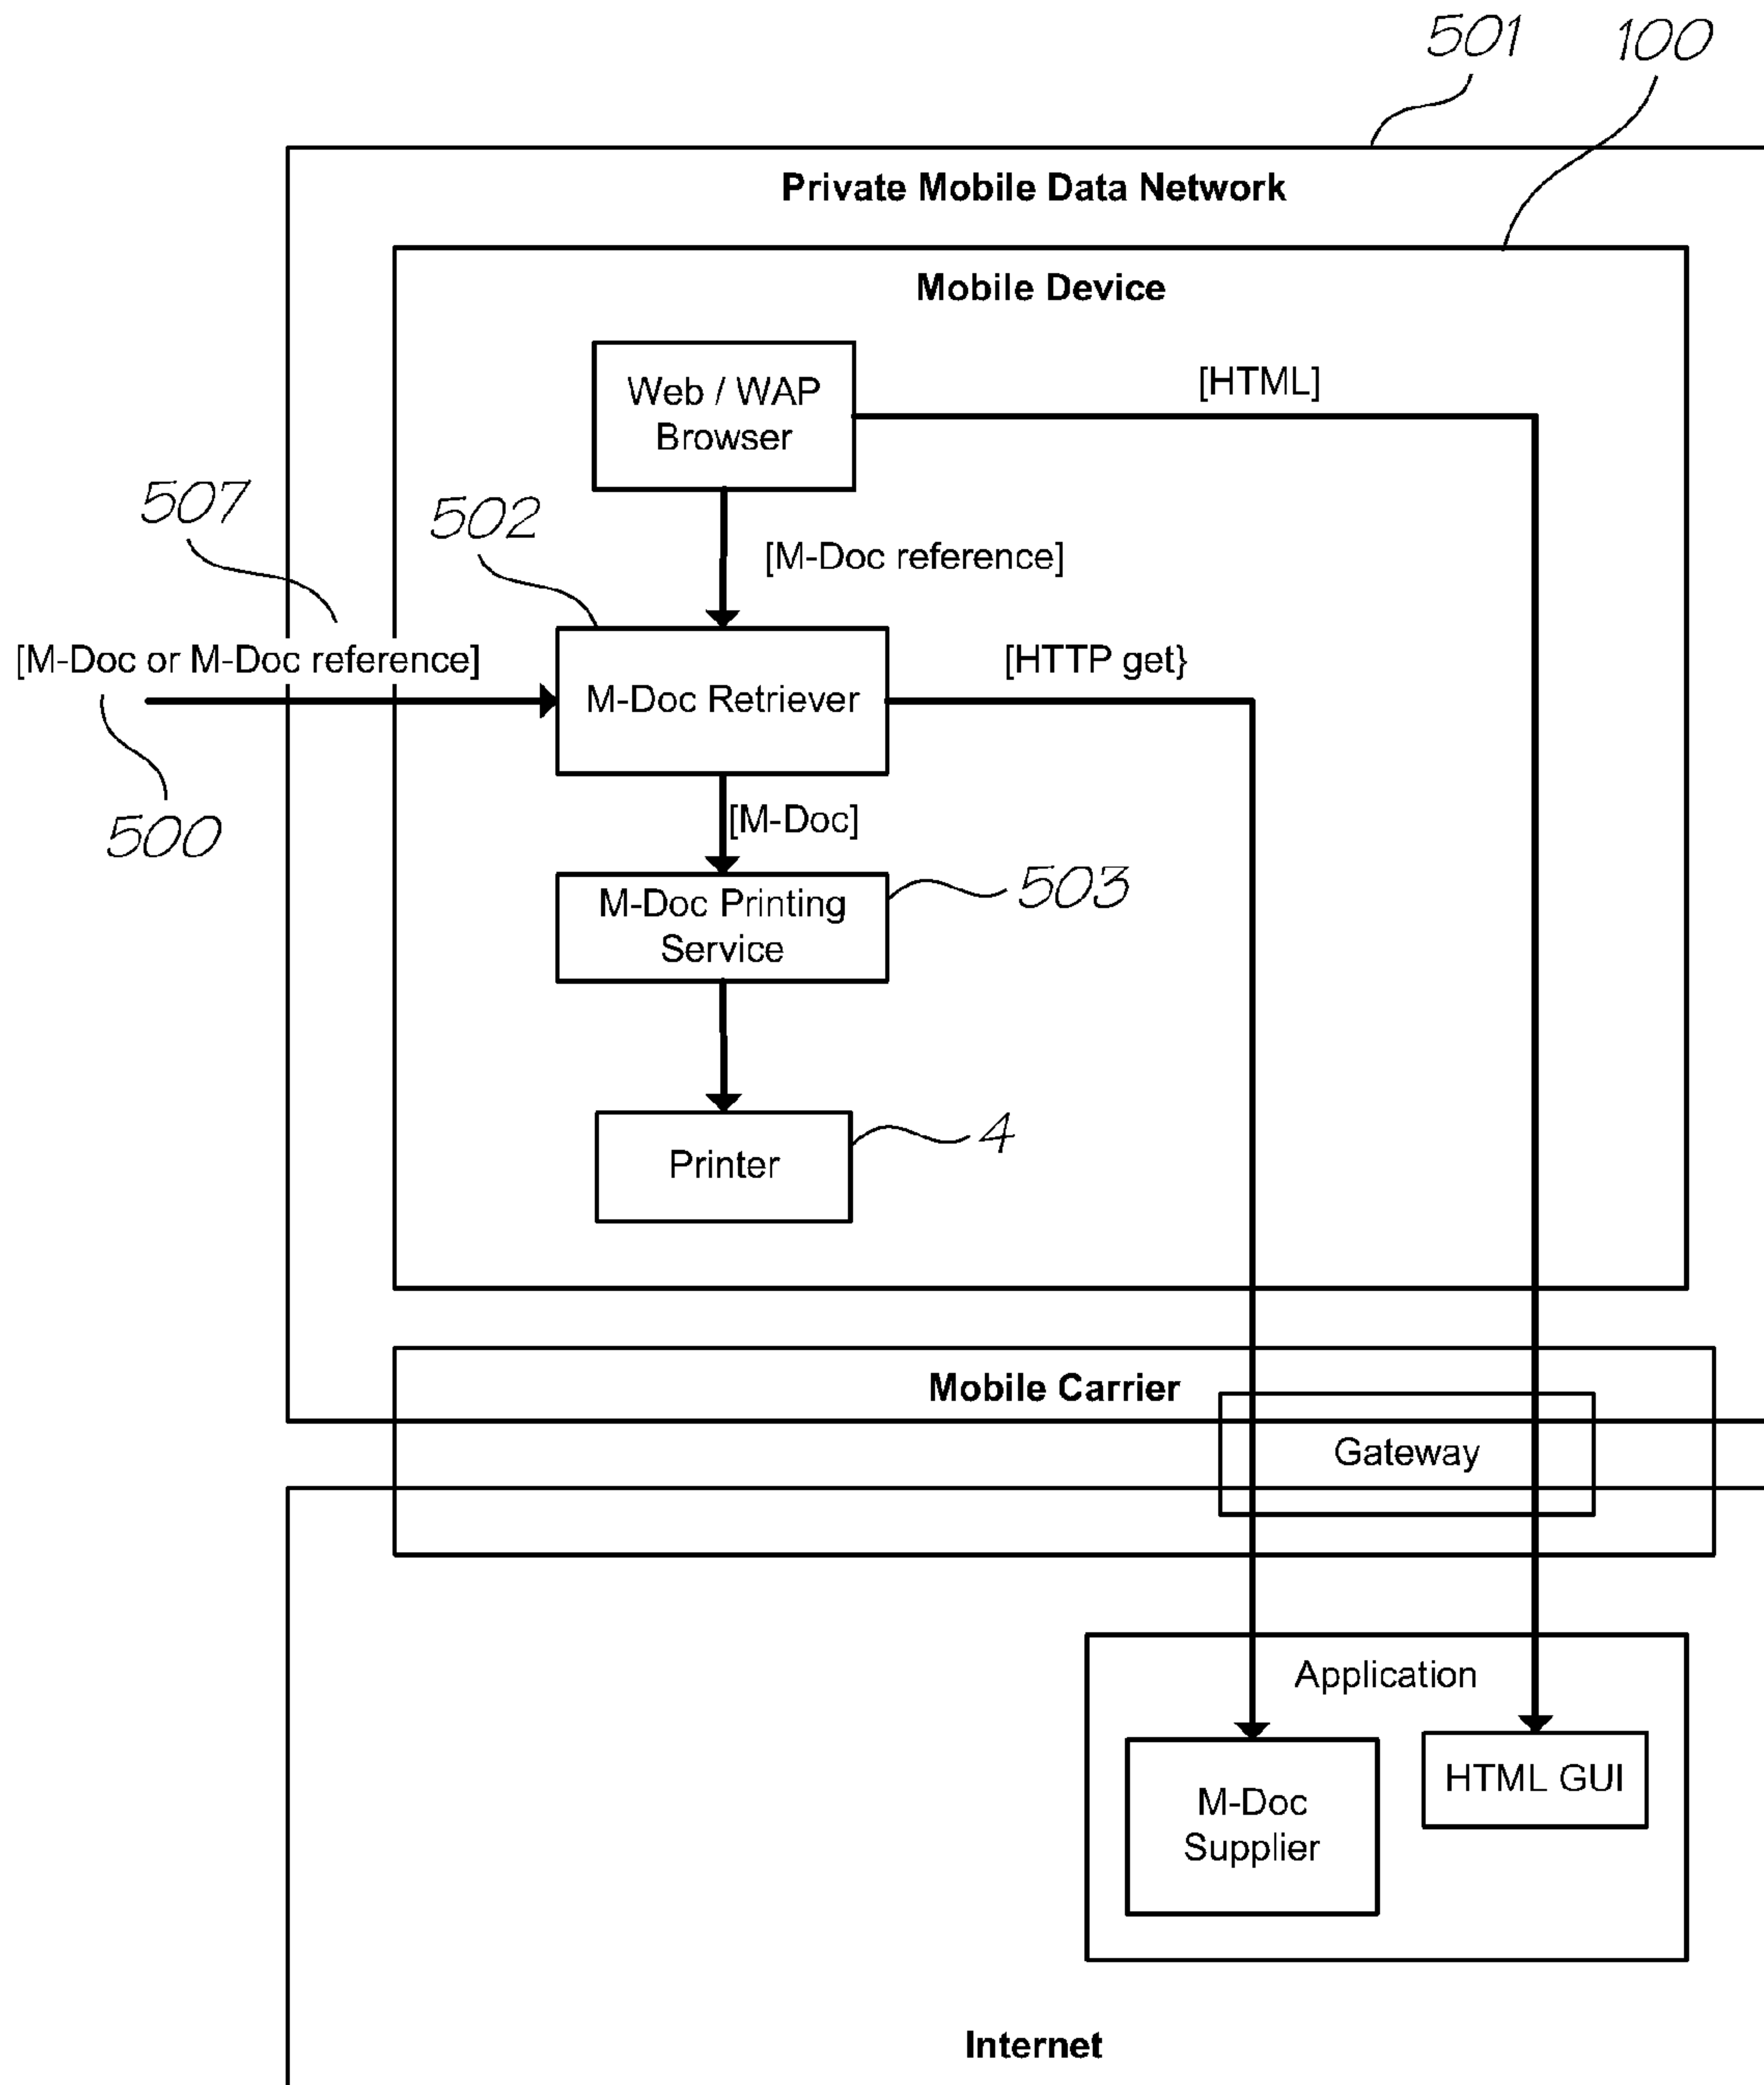 501
100
Private Mobile Data Network
Mobile Device
Web / WAP
Browser
[HTML]
507
502
[M-Doc reference]
[M-Doc or M-Doc reference]
M-Doc Retriever
[HTTP get}
500
[M-Doc]
M-Doc Printing
Service
503
Printer
4
Mobile Carrier
Gateway
Application
M-Doc
Supplier
HTML GUI
Internet